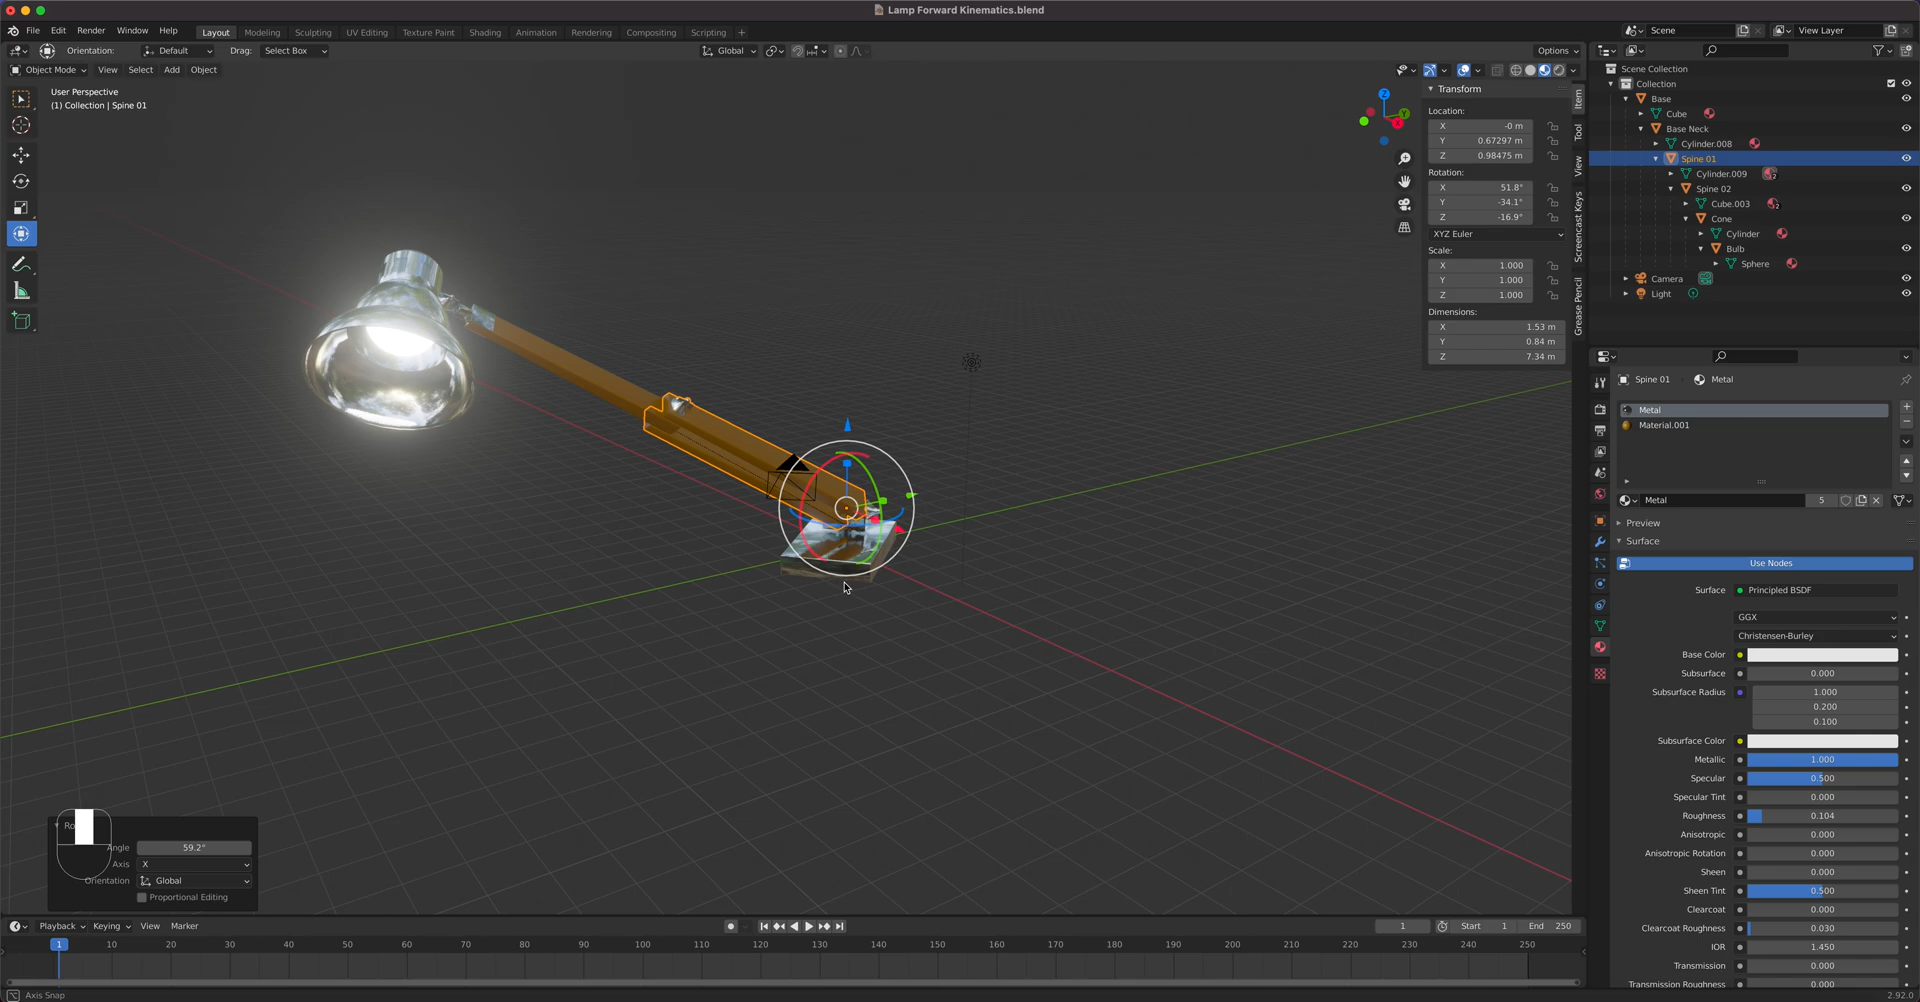 Lamp Forward Kinematics.blend
File Edit Render Window Help Layout Modeling Sculpting UV Editing Texture Paint Shading Animation Rendering Compositing Scripting +
Scene View Layer
Orientation: Default Drag: Select Box Global Options
Object Mode View Select Add Object
User Perspective
(1) Collection | Spine 01
Z
Y
X
Transform
Location:
X -0 m
Y 0.67297 m
Z 0.98475 m
Rotation:
X 51.8°
Y -34.1°
Z -16.9°
XYZ Euler
Scale:
X 1.000
Y 1.000
Z 1.000
Dimensions:
X 1.53 m
Y 0.84 m
Z 7.34 m
Item
Tool
View
Screencast Keys
Grease Pencil
Scene Collection
Collection
Base
Cube
Base Neck
Cylinder.008
Spine 01
Cylinder.009 2
Spine 02
Cube.003 2
Cone
Cylinder
Bulb
Sphere
Camera
Light
Spine 01 Metal
Metal
Material.001
Metal 5
Preview
Surface
Use Nodes
Surface Principled BSDF
GGX
Christensen-Burley
Base Color
Subsurface 0.000
Subsurface Radius 1.000
0.200
0.100
Subsurface Color
Metallic 1.000
Specular 0.500
Specular Tint 0.000
Roughness 0.104
Anisotropic 0.000
Anisotropic Rotation 0.000
Sheen 0.000
Sheen Tint 0.500
Clearcoat 0.000
Clearcoat Roughness 0.030
IOR 1.450
Transmission 0.000
Transmission Roughness 0.000
Ro
Angle 59.2°
Axis X
Orientation Global
Proportional Editing
Playback Keying View Marker 1 Start 1 End 250
1 10 20 30 40 50 60 70 80 90 100 110 120 130 140 150 160 170 180 190 200 210 220 230 240 250
Axis Snap 2.92.0